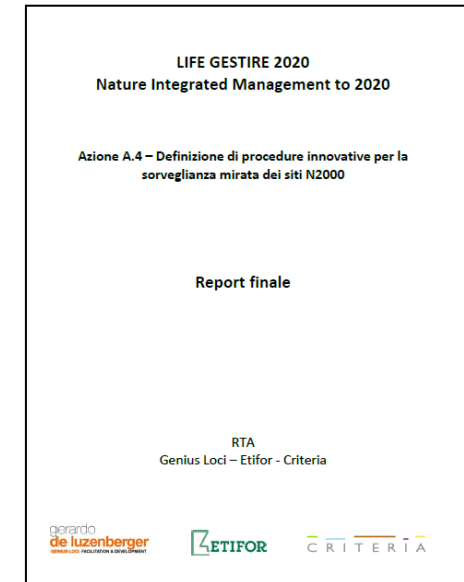 LIFE GESTIRE 2020
Nature Integrated Management to 2020
Azione A.4 – Definizione di procedure innovative per la
sorveglianza mirata dei siti N2000
Report finale
RTA
Genius Loci – Etifor - Criteria
gerardo
de luzenberger
GENIUS LOCI FACILITATION & DEVELOPMENT
ETIFOR
CRITERIA